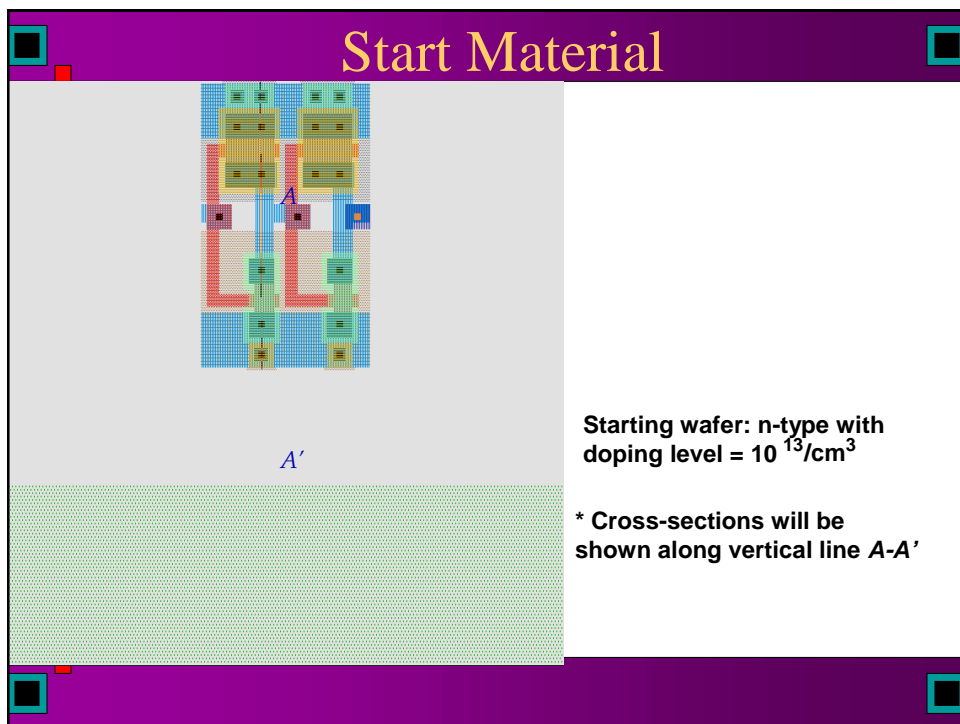 Start Material
A
A′
Starting wafer: n-type with
doping level = 10 ¹³/cm³
* Cross-sections will be
shown along vertical line A-A’